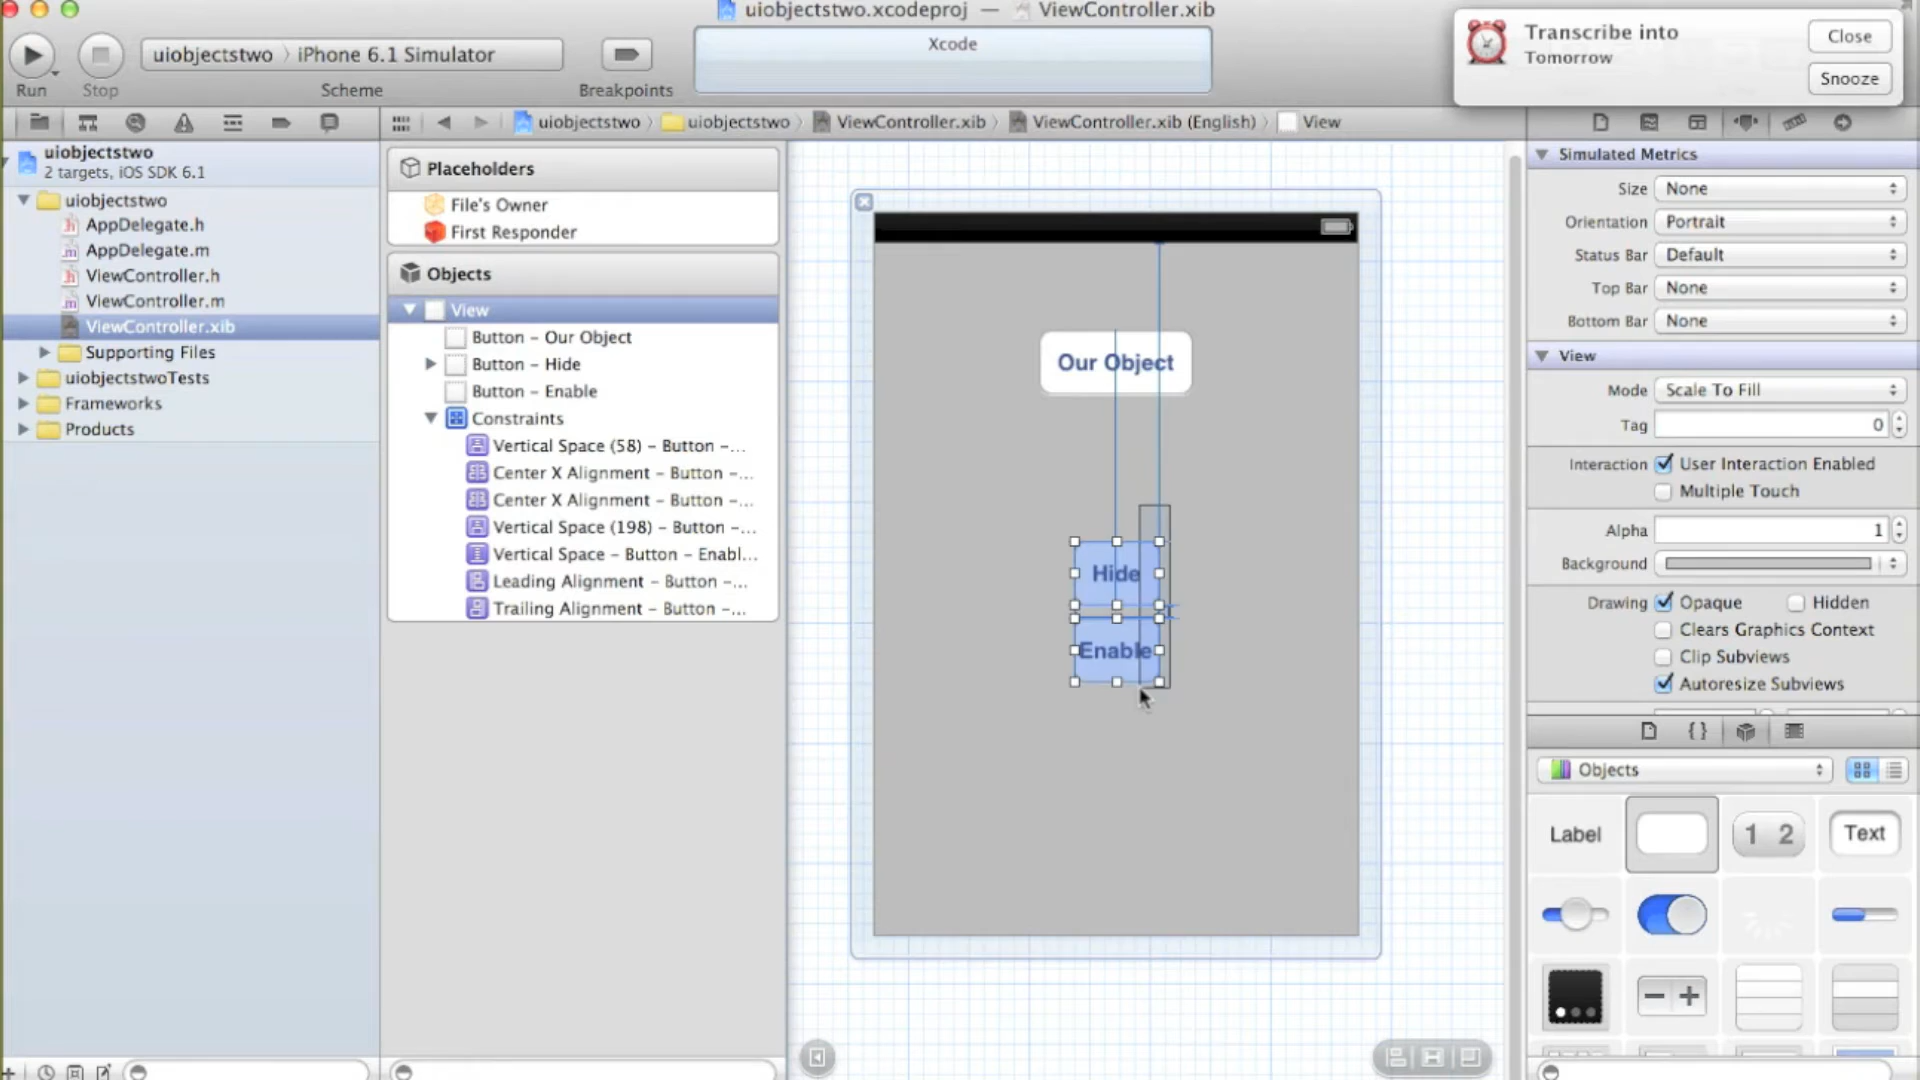 uiobjectstwo.xcodeproj — ViewController.xib
Run
Stop
uiobjectstwo 〉 iPhone 6.1 Simulator
Scheme
Breakpoints
Xcode
Transcribe into
Tomorrow
Close
Snooze
uiobjectstwo 〉 uiobjectstwo 〉 ViewController.xib 〉 ViewController.xib (English) 〉 View
uiobjectstwo
2 targets, iOS SDK 6.1
uiobjectstwo
AppDelegate.h
AppDelegate.m
ViewController.h
ViewController.m
ViewController.xib
Supporting Files
uiobjectstwoTests
Frameworks
Products
Placeholders
File's Owner
First Responder
Objects
View
Button – Our Object
Button – Hide
Button – Enable
Constraints
Vertical Space (58) – Button –...
Center X Alignment – Button –...
Center X Alignment – Button –...
Vertical Space (198) – Button –...
Vertical Space – Button – Enabl...
Leading Alignment – Button –...
Trailing Alignment – Button –...
Our Object
Hide
Enable
Simulated Metrics
Size None
Orientation Portrait
Status Bar Default
Top Bar None
Bottom Bar None
View
Mode Scale To Fill
Tag 0
Interaction User Interaction Enabled
Multiple Touch
Alpha 1
Background
Drawing Opaque Hidden
Clears Graphics Context
Clip Subviews
Autoresize Subviews
{ }
Objects
Label
1 2
Text